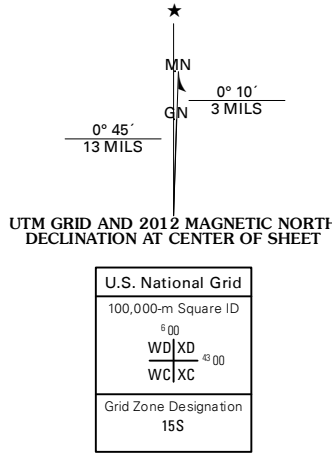 ★
MN
0° 10´
3 MILS
GN
0° 45´
13 MILS
UTM GRID AND 2012 MAGNETIC NORTH
DECLINATION AT CENTER OF SHEET
U.S. National Grid
100,000-m Square ID
6 00
WD XD
43 00
WC XC
Grid Zone Designation
15S